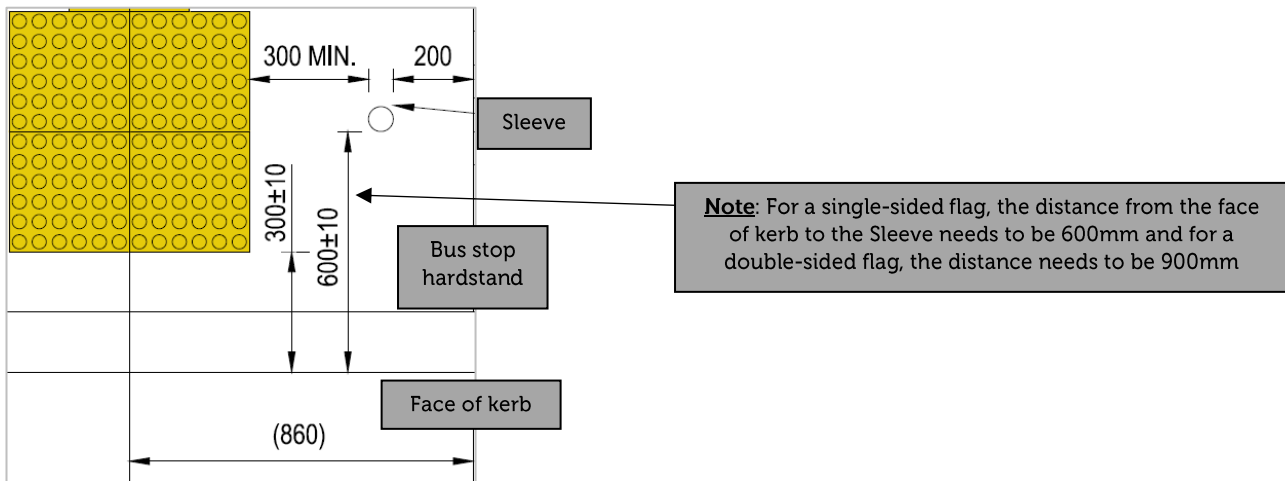 300 MIN.
200
Sleeve
300±10
600±10
Note: For a single-sided flag, the distance from the face
of kerb to the Sleeve needs to be 600mm and for a
double-sided flag, the distance needs to be 900mm
Bus stop
hardstand
Face of kerb
(860)